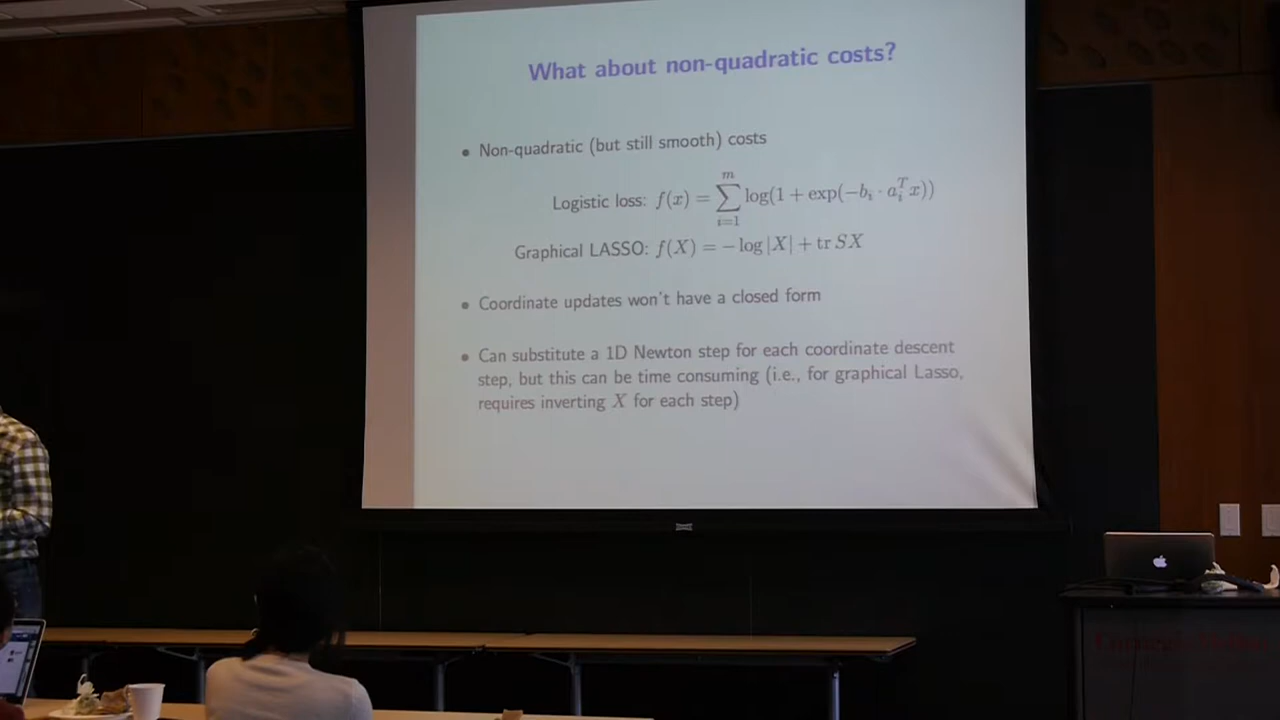 What about non-quadratic costs?
• Non-quadratic (but still smooth) costs
Logistic loss: f(x) = ∑_{i=1}^{m} log(1 + exp(−b_i · a_i^T x))
Graphical LASSO: f(X) = − log |X| + tr SX
• Coordinate updates won't have a closed form
• Can substitute a 1D Newton step for each coordinate descent
step, but this can be time consuming (i.e., for graphical Lasso,
requires inverting X for each step)